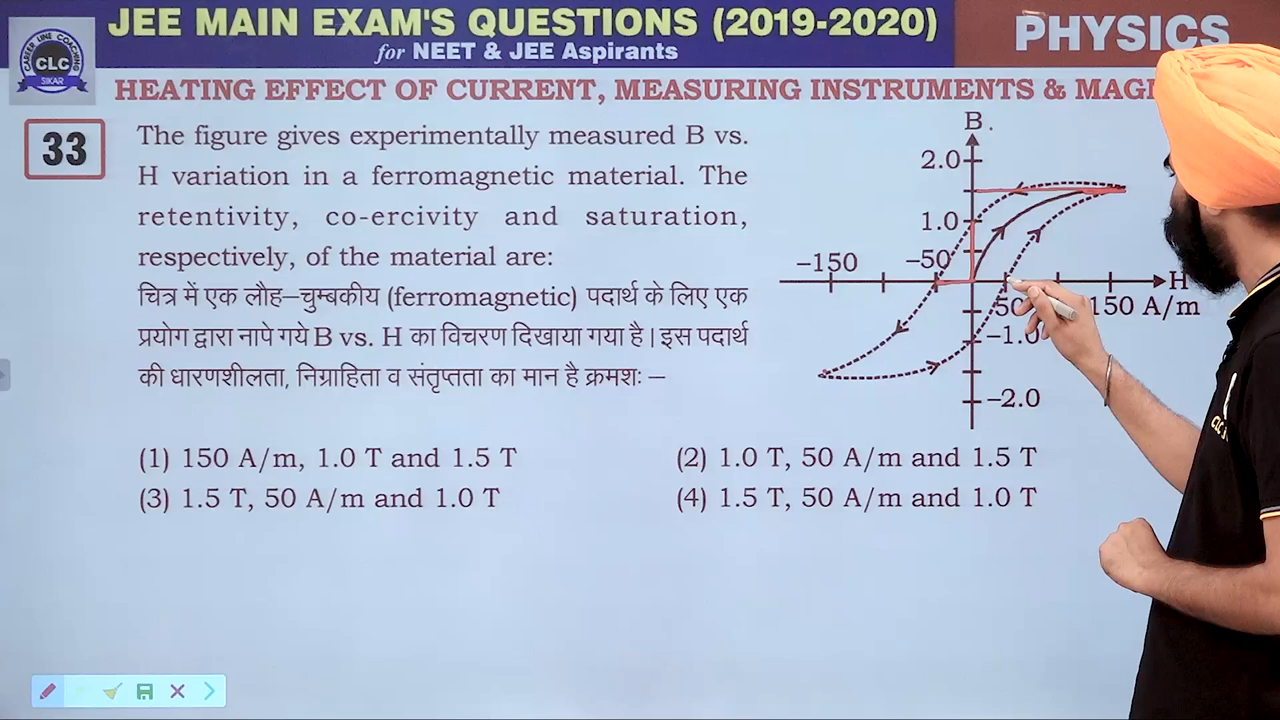 JEE MAIN EXAM'S QUESTIONS (2019-2020)
for NEET & JEE Aspirants
PHYSICS
CAREER LINE COACHING
CLC
SIKAR
HEATING EFFECT OF CURRENT, MEASURING INSTRUMENTS & MAG
33
The figure gives experimentally measured B vs.
H variation in a ferromagnetic material. The
retentivity, co-ercivity and saturation,
respectively, of the material are:
चित्र में एक लौह–चुम्बकीय (ferromagnetic) पदार्थ के लिए एक
प्रयोग द्वारा नापे गये B vs. H का विचरण दिखाया गया है। इस पदार्थ
की धारणशीलता, निग्राहिता व संतृप्तता का मान है क्रमशः –
B
2.0
1.0
–150
–50
H
50
150 A/m
–1.0
–2.0
(1) 150 A/m, 1.0 T and 1.5 T
(2) 1.0 T, 50 A/m and 1.5 T
(3) 1.5 T, 50 A/m and 1.0 T
(4) 1.5 T, 50 A/m and 1.0 T